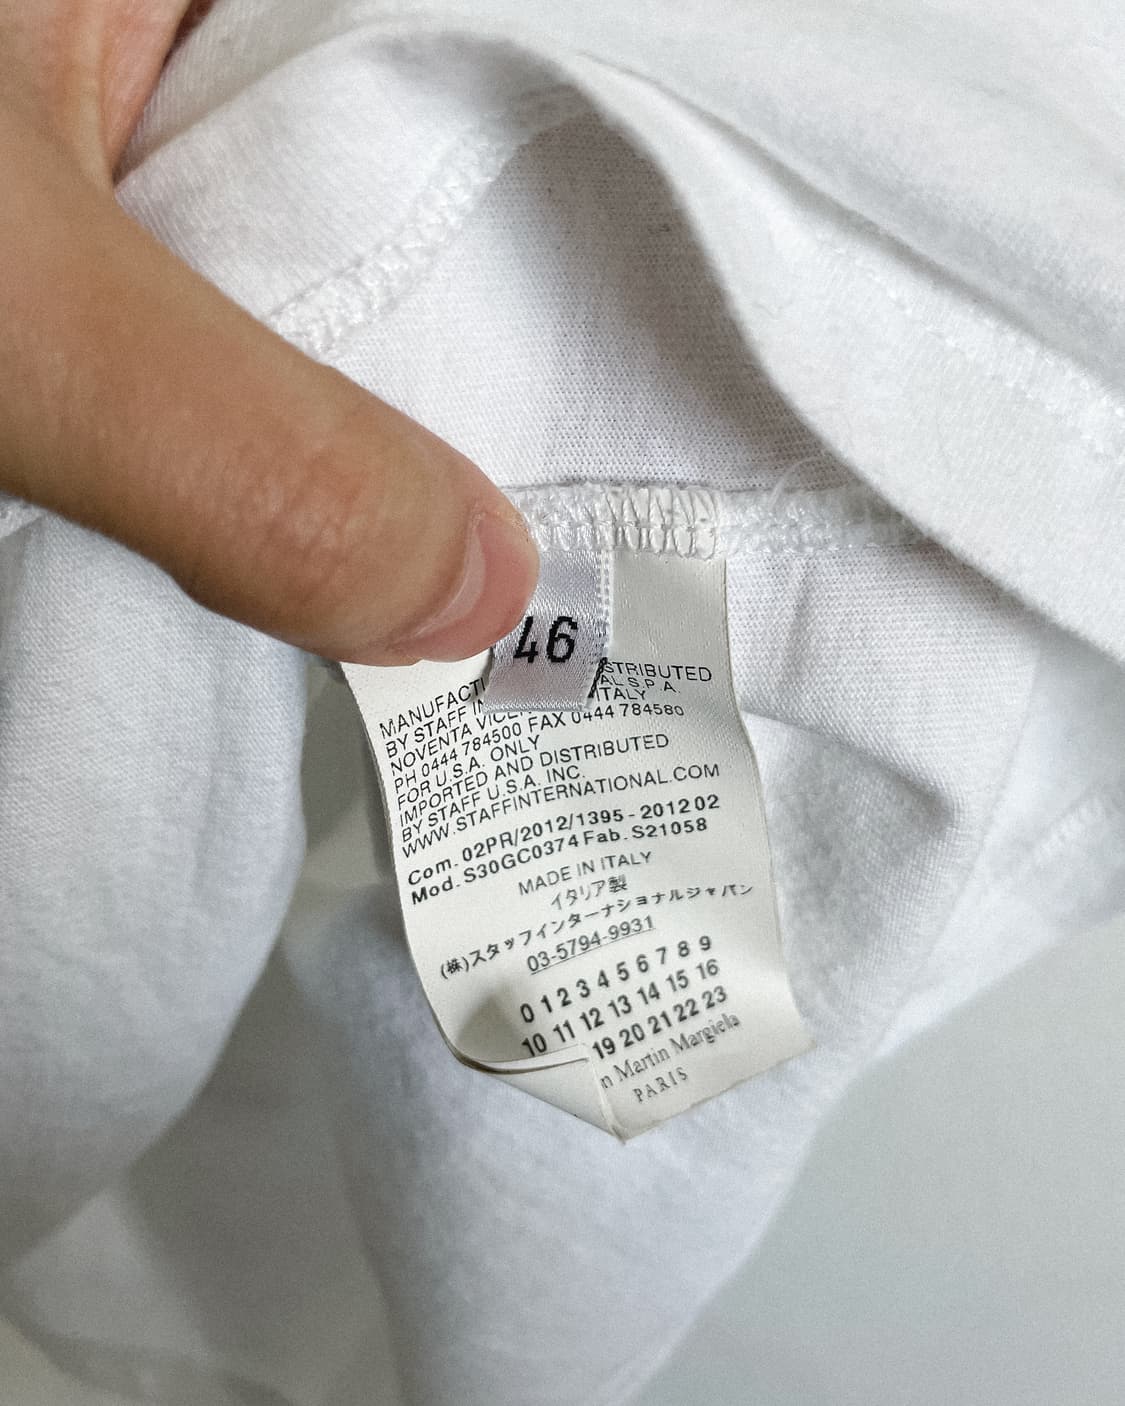 46
MANUFACT STRIBUTED
BY STAFF IN AL S.P.A.
NOVENTA VICEN ITALY
PH 0444 784500 FAX 0444 784580
FOR U.S.A. ONLY
IMPORTED AND DISTRIBUTED
BY STAFF U.S.A. INC.
WWW.STAFFINTERNATIONAL.COM
Com. 02PR/2012/1395 - 2012 02
Mod. S30GC0374 Fab. S21058
MADE IN ITALY
イタリア製
(株)スタッフインターナショナルジャパン
03-5794-9931
0 1 2 3 4 5 6 7 8 9
10 11 12 13 14 15 16
19 20 21 22 23
n Martin Margiela
PARIS